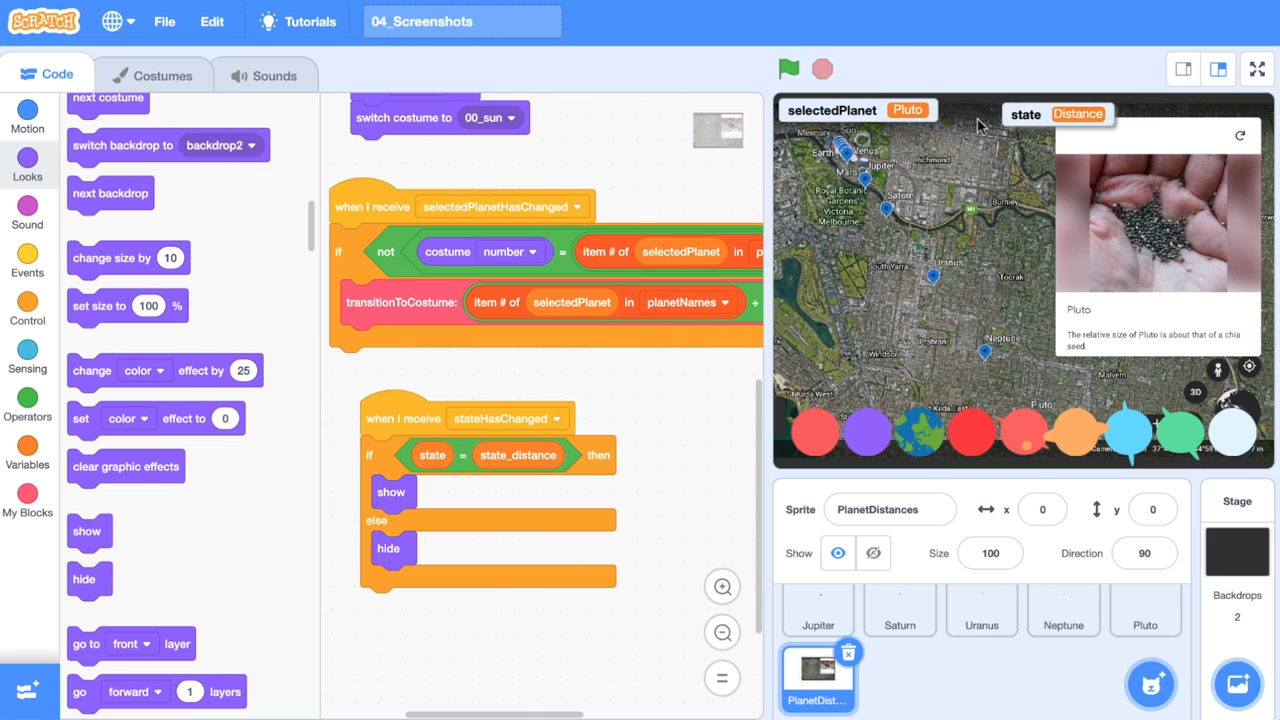 SCRATCH
File
Edit
Tutorials
04_Screenshots
Code
Costumes
Sounds
Motion
Looks
Sound
Events
Control
Sensing
Operators
Variables
My Blocks
next costume
switch backdrop to backdrop2
next backdrop
change size by 10
set size to 100 %
change color effect by 25
set color effect to 0
clear graphic effects
show
hide
go to front layer
go forward 1 layers
switch costume to 00_sun
when I receive selectedPlanetHasChanged
if not costume number = item # of selectedPlanet in p
transitionToCostume: item # of selectedPlanet in planetNames +
when I receive stateHasChanged
if state = state_distance then
show
else
hide
selectedPlanet Pluto
state Distance
Mercury
Sun
Earth
Venus
Mars
Jupiter
Richmond
Royal Botanic
Gardens
Victoria -
Melbourne...
Saturn
M1
Burnley
South Yarra
Uranus
Toorak
Prahran
Neptune
Windsor
Malvern
St Kilda West
St Kilda East
Pluto
3D
Pluto
The relative size of Pluto is about that of a chia
seed.
Sprite
PlanetDistances
x 0
y 0
Show
Size 100
Direction 90
Jupiter
Saturn
Uranus
Neptune
Pluto
PlanetDist...
Stage
Backdrops
2